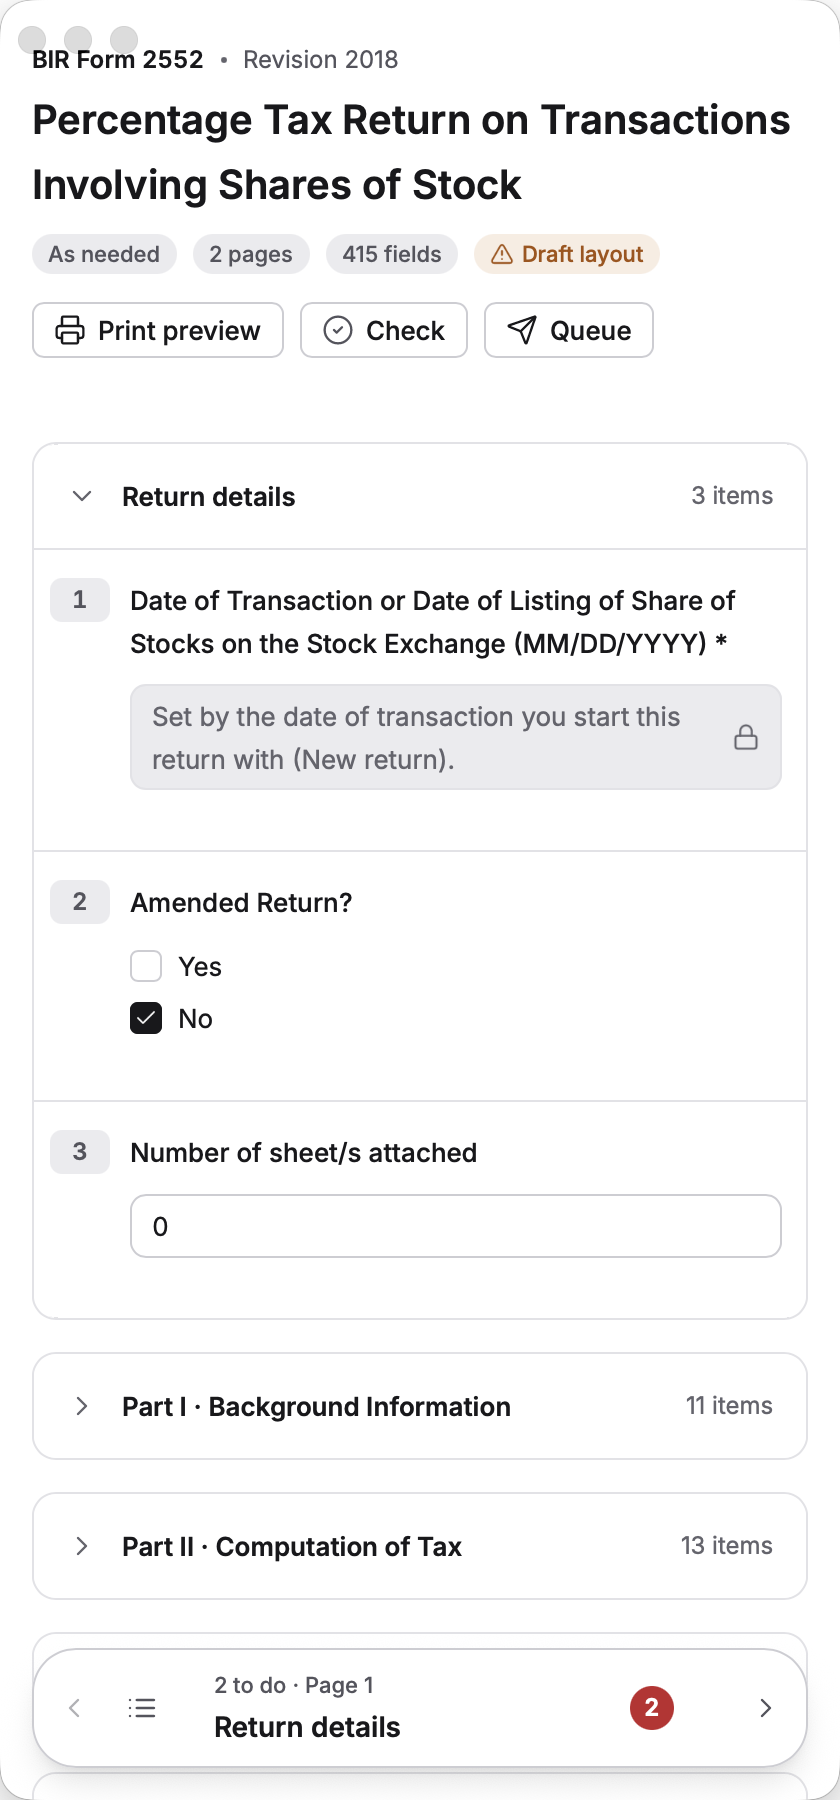 BIR Form 2552 • Revision 2018
Percentage Tax Return on Transactions
Involving Shares of Stock
As needed
2 pages
415 fields
Draft layout
Print preview
Check
Queue
Return details
3 items
1
Date of Transaction or Date of Listing of Share of
Stocks on the Stock Exchange (MM/DD/YYYY) *
Set by the date of transaction you start this
return with (New return).
2
Amended Return?
Yes
No
3
Number of sheet/s attached
0
Part I · Background Information
11 items
Part II · Computation of Tax
13 items
2 to do · Page 1
Return details
2